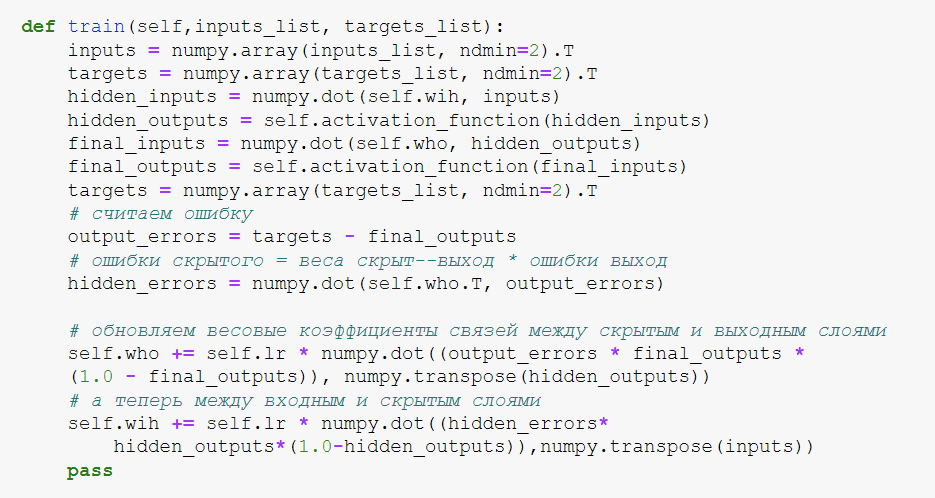 def train(self,inputs_list, targets_list):
    inputs = numpy.array(inputs_list, ndmin=2).T
    targets = numpy.array(targets_list, ndmin=2).T
    hidden_inputs = numpy.dot(self.wih, inputs)
    hidden_outputs = self.activation_function(hidden_inputs)
    final_inputs = numpy.dot(self.who, hidden_outputs)
    final_outputs = self.activation_function(final_inputs)
    targets = numpy.array(targets_list, ndmin=2).T
    # считаем ошибку
    output_errors = targets - final_outputs
    # ошибки скрытого = веса скрыт--выход * ошибки выход
    hidden_errors = numpy.dot(self.who.T, output_errors)
    # обновляем весовые коэффициенты связей между скрытым и выходным слоями
    self.who += self.lr * numpy.dot((output_errors * final_outputs *
    (1.0 - final_outputs)), numpy.transpose(hidden_outputs))
    # а теперь между входным и скрытым слоями
    self.wih += self.lr * numpy.dot((hidden_errors*
        hidden_outputs*(1.0-hidden_outputs)),numpy.transpose(inputs))
    pass